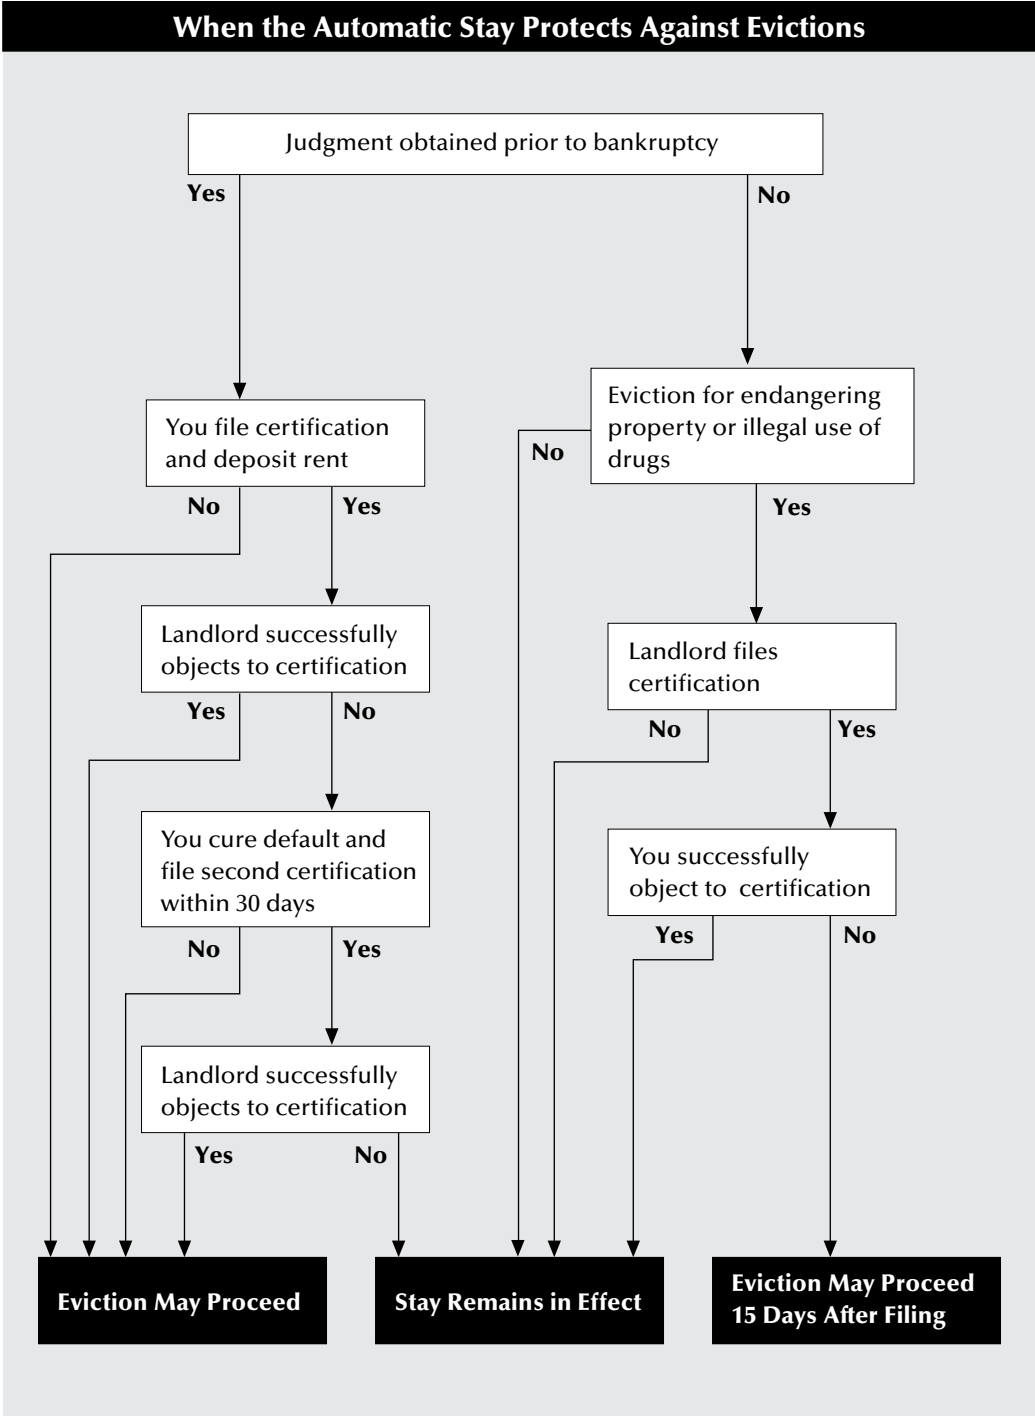 When the Automatic Stay Protects Against Evictions
Judgment obtained prior to bankruptcy
Yes
No
Eviction for endangering
property or illegal use of
drugs
You file certification
and deposit rent
No
No
Yes
Yes
Landlord successfully
objects to certification
Landlord files
certification
Yes
No
No
Yes
You cure default and
file second certification
within 30 days
You successfully
object to certification
No
Yes
Yes
No
Landlord successfully
objects to certification
Yes
No
Eviction May Proceed
Stay Remains in Effect
Eviction May Proceed
15 Days After Filing